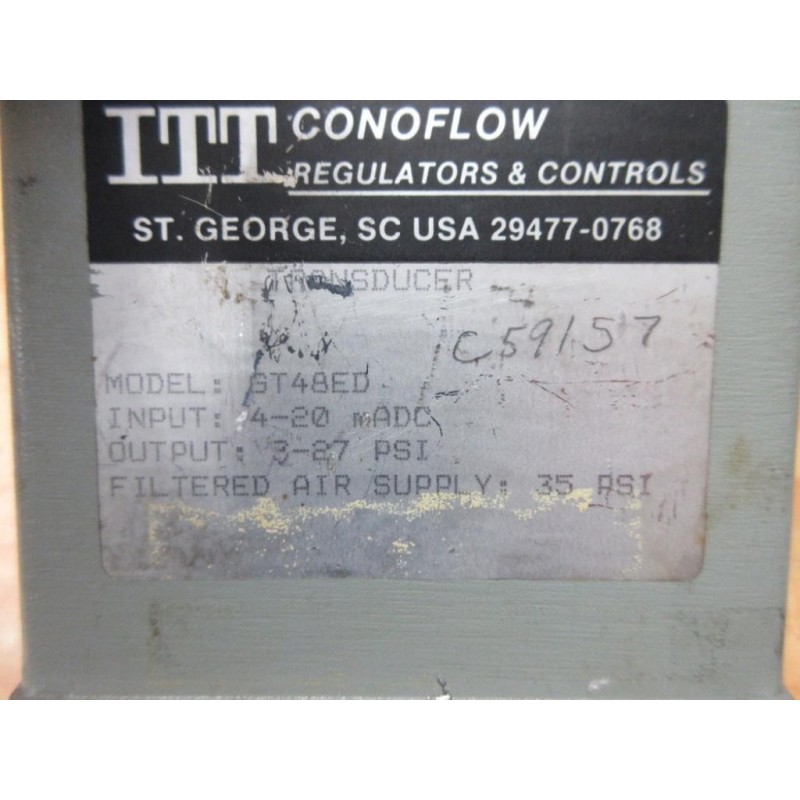 ITT CONOFLOW
REGULATORS & CONTROLS
ST. GEORGE, SC USA 29477-0768
TRANSDUCER
C59157
MODEL: GT48ED
INPUT: 4-20 mADC
OUTPUT: 3-27 PSI
FILTERED AIR SUPPLY: 35 PSI